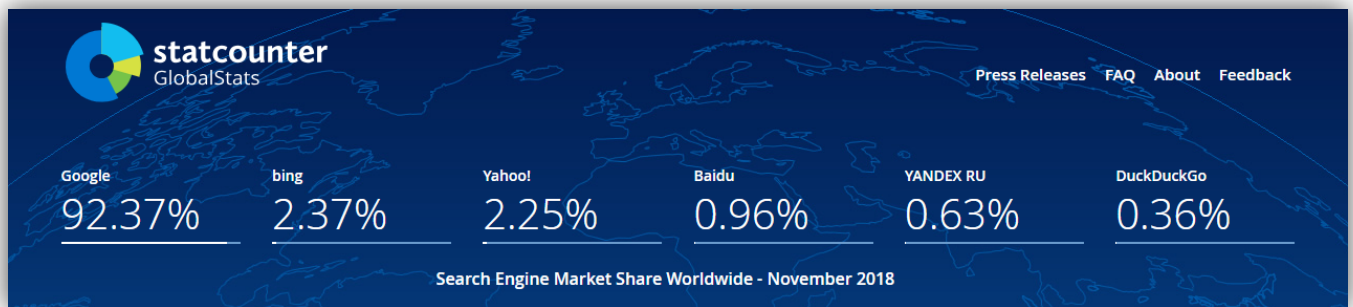 statcounter
GlobalStats
Press Releases FAQ About Feedback
Google bing Yahoo! Baidu YANDEX RU DuckDuckGo
92.37% 2.37% 2.25% 0.96% 0.63% 0.36%
Search Engine Market Share Worldwide - November 2018